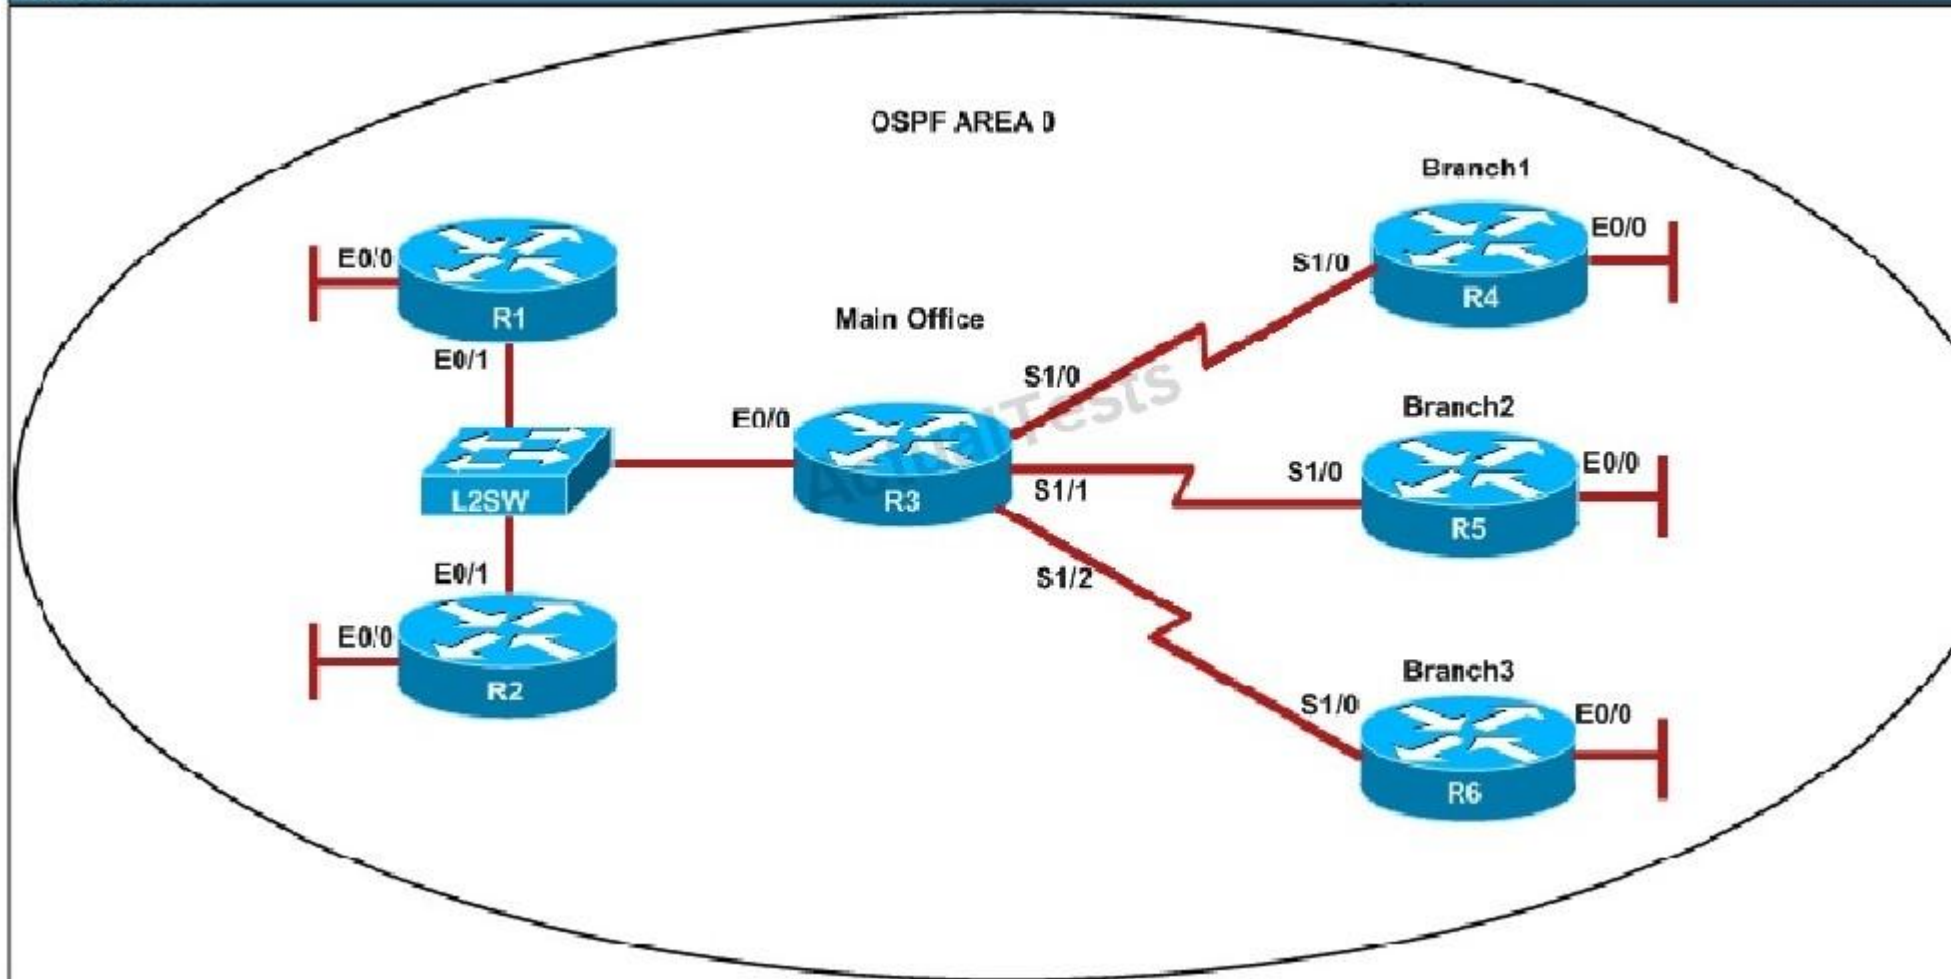 OSPF AREA 0
Branch1
E0/0
S1/0
R4
E0/0
R1
E0/1
Main Office
S1/0
E0/0
R3
S1/1
S1/2
Branch2
E0/0
S1/0
R5
L2SW
E0/1
E0/0
R2
Branch3
S1/0
E0/0
R6
ActualTests